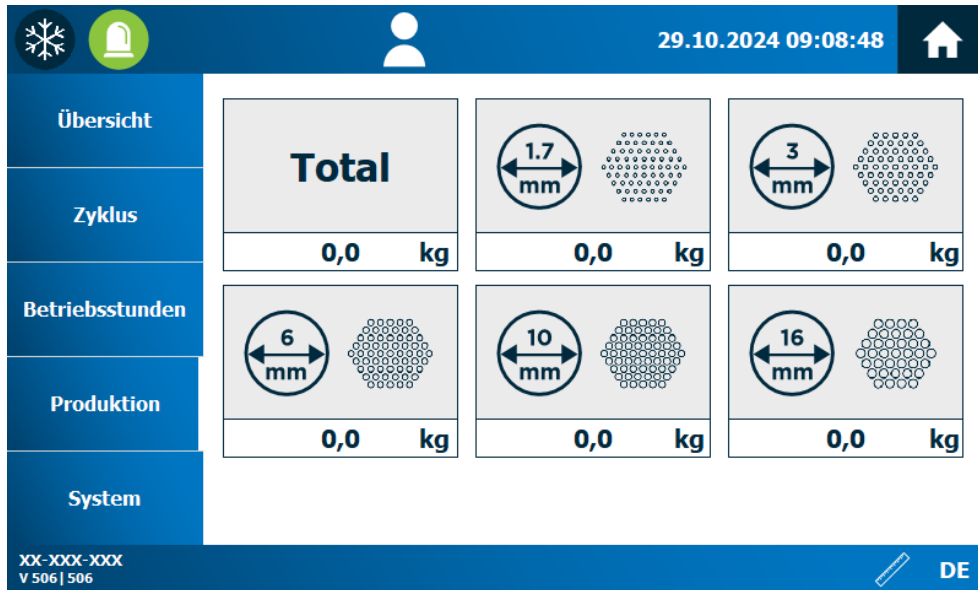 29.10.2024 09:08:48
Übersicht
Zyklus
Betriebsstunden
Produktion
System
Total
0,0 kg
1.7
mm
0,0 kg
3
mm
0,0 kg
6
mm
0,0 kg
10
mm
0,0 kg
16
mm
0,0 kg
XX-XXX-XXX
V 506 | 506
DE